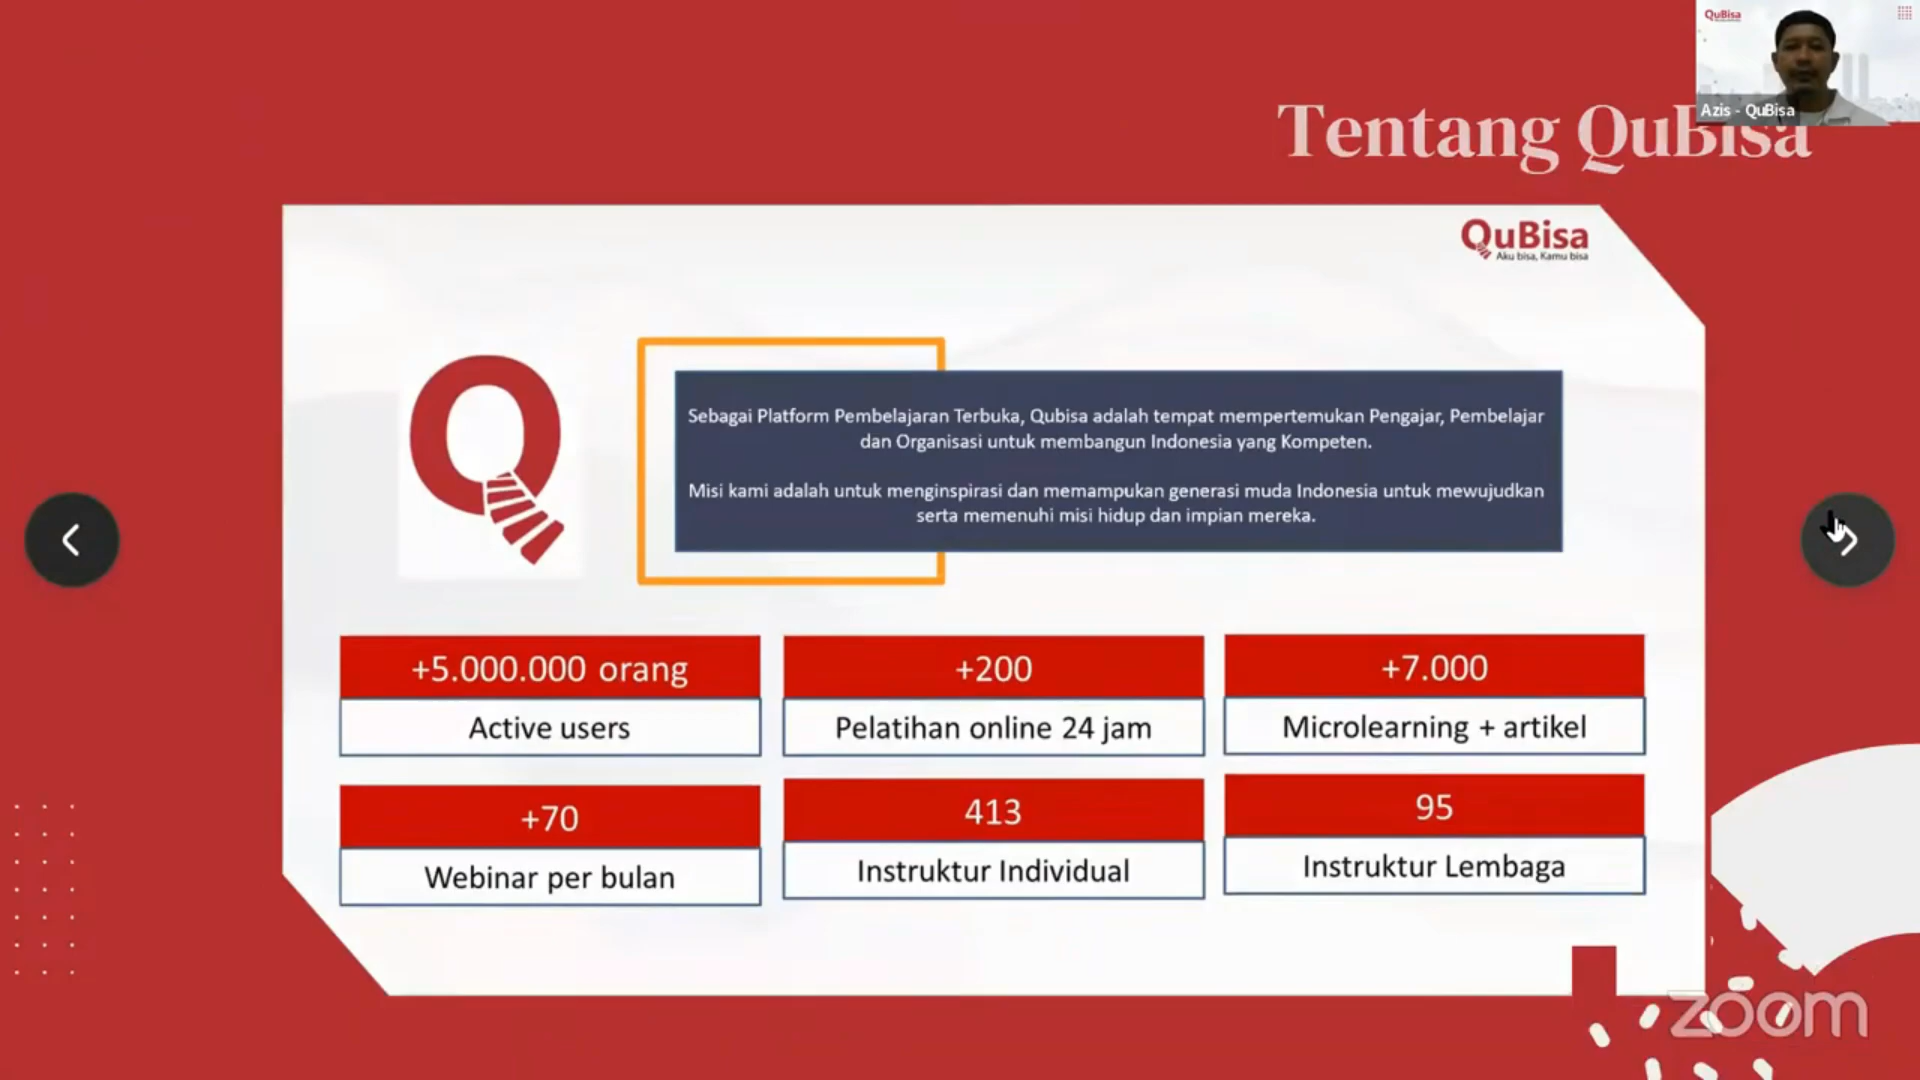 QuBisa
Azis - QuBisa
Tentang QuBisa
QuBisa
Aku bisa, Kamu bisa
Sebagai Platform Pembelajaran Terbuka, Qubisa adalah tempat mempertemukan Pengajar, Pembelajar
dan Organisasi untuk membangun Indonesia yang Kompeten.
Misi kami adalah untuk menginspirasi dan memampukan generasi muda Indonesia untuk mewujudkan
serta memenuhi misi hidup dan impian mereka.
+5.000.000 orang
Active users
+200
Pelatihan online 24 jam
+7.000
Microlearning + artikel
+70
Webinar per bulan
413
Instruktur Individual
95
Instruktur Lembaga
zoom